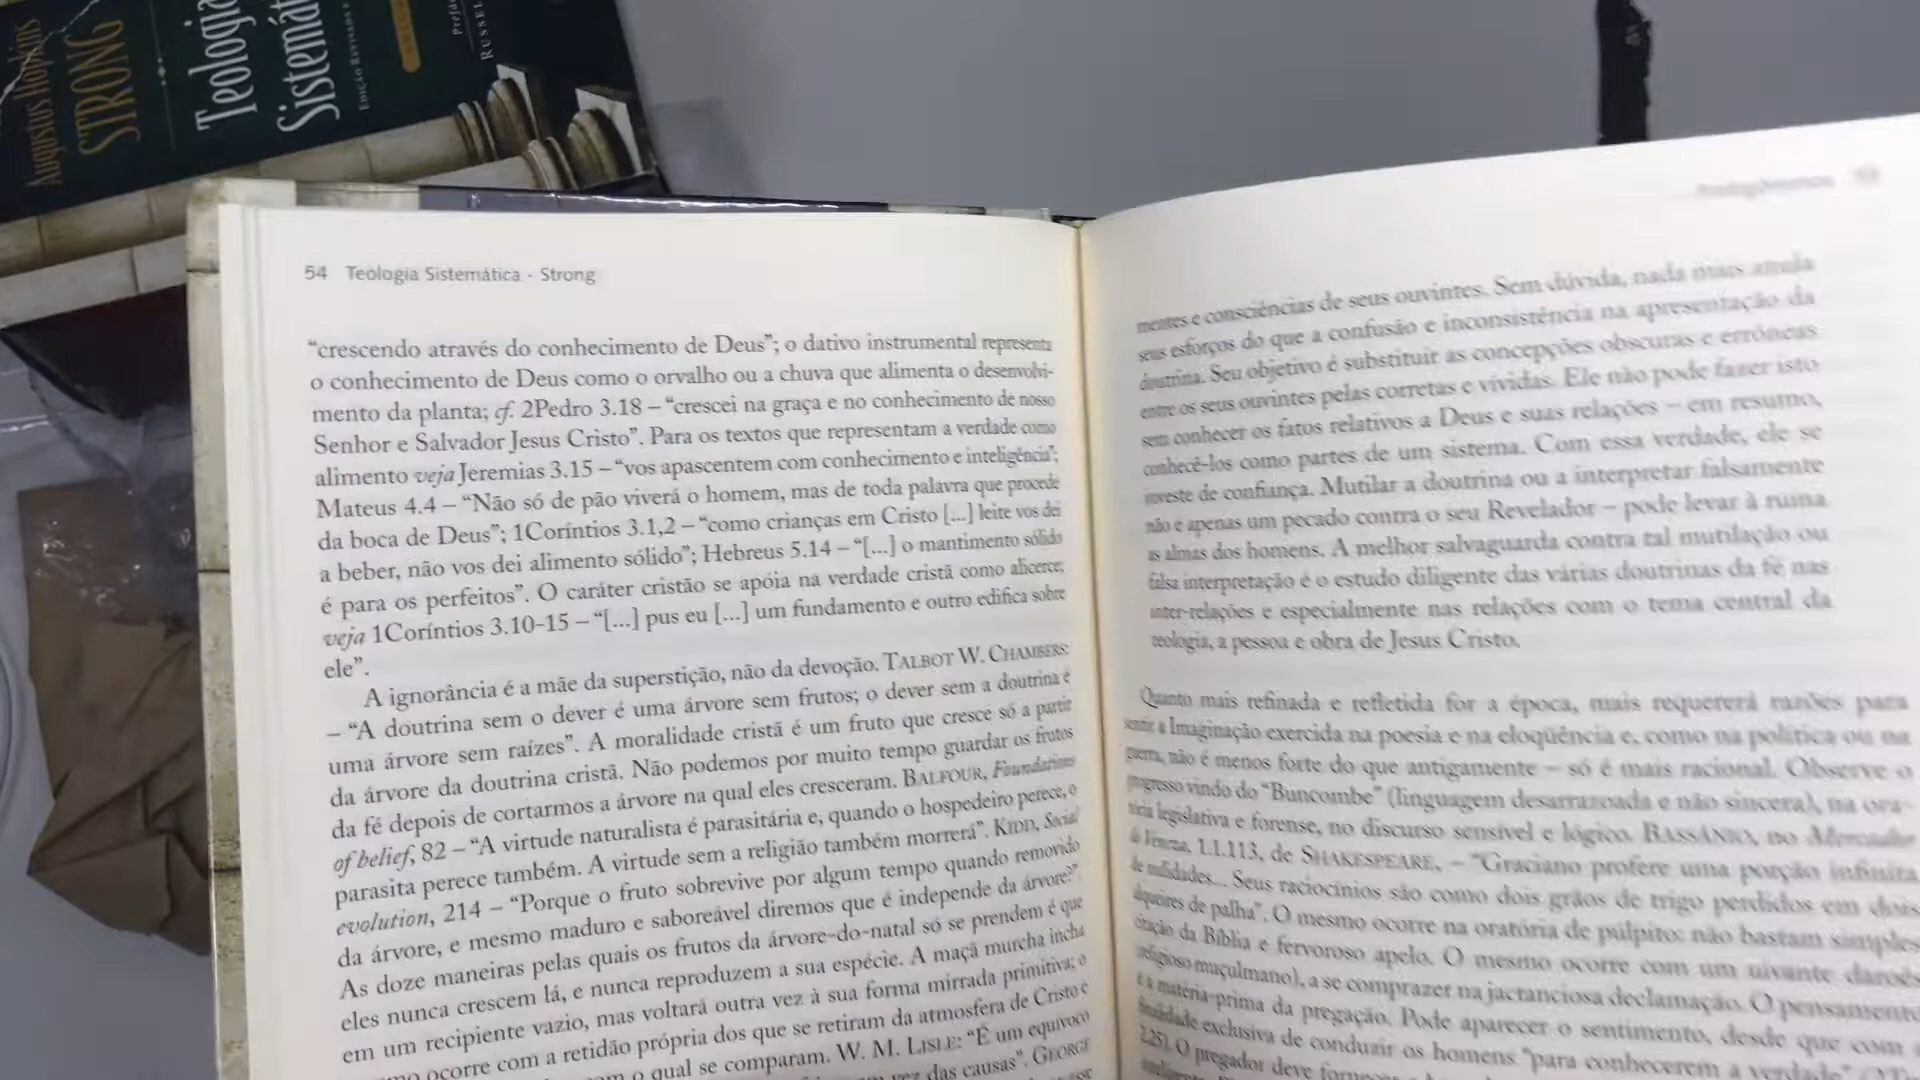 Augustus Hopkins
STRONG
Teologia
Sistemát
EDIÇÃO REVISADA E
54 Teologia Sistemática - Strong
“crescendo através do conhecimento de Deus”; o dativo instrumental representa
o conhecimento de Deus como o orvalho ou a chuva que alimenta o desenvolvi-
mento da planta; cf. 2Pedro 3.18 – “crescei na graça e no conhecimento de nosso
Senhor e Salvador Jesus Cristo”. Para os textos que representam a verdade como
alimento veja Jeremias 3.15 – “vos apascentem com conhecimento e inteligência”;
Mateus 4.4 – “Não só de pão viverá o homem, mas de toda palavra que procede
da boca de Deus”; 1Coríntios 3.1,2 – “como crianças em Cristo [...] leite vos dei
a beber, não vos dei alimento sólido”; Hebreus 5.14 – “[...] o mantimento sólido
é para os perfeitos”. O caráter cristão se apóia na verdade cristã como alicerce;
veja 1Coríntios 3.10-15 – “[...] pus eu [...] um fundamento e outro edifica sobre
ele”.
A ignorância é a mãe da superstição, não da devoção. TALBOT W. CHAMBERS:
– “A doutrina sem o dever é uma árvore sem frutos; o dever sem a doutrina é
uma árvore sem raízes”. A moralidade cristã é um fruto que cresce só a partir
da árvore da doutrina cristã. Não podemos por muito tempo guardar os frutos
da fé depois de cortarmos a árvore na qual eles cresceram. BALFOUR, Foundations
of belief, 82 – “A virtude naturalista é parasitária e, quando o hospedeiro perece, o
parasita perece também. A virtude sem a religião também morrerá”. KIDD, Social
evolution, 214 – “Porque o fruto sobrevive por algum tempo quando removido
da árvore, e mesmo maduro e saboreável diremos que é independe da árvore?”.
As doze maneiras pelas quais os frutos da árvore-do-natal só se prendem é que
eles nunca crescem lá, e nunca reproduzem a sua espécie. A maçã murcha incha
em um recipiente vazio, mas voltará outra vez à sua forma mirrada primitiva; o
ocorre com a retidão própria dos que se retiram da atmosfera de Cristo e
o qual se comparam. W. M. LISLE: “É um equívoco
vez das causas”. GEORGE
mentes e consciências de seus ouvintes. Sem dúvida, nada mais anula
seus esforços do que a confusão e inconsistência na apresentação da
doutrina. Seu objetivo é substituir as concepções obscuras e errôneas
entre os seus ouvintes pelas corretas e vívidas. Ele não pode fazer isto
sem conhecer os fatos relativos a Deus e suas relações – em resumo,
conhecê-los como partes de um sistema. Com essa verdade, ele se
investe de confiança. Mutilar a doutrina ou a interpretar falsamente
não é apenas um pecado contra o seu Revelador – pode levar à ruína
as almas dos homens. A melhor salvaguarda contra tal mutilação ou
falsa interpretação é o estudo diligente das várias doutrinas da fé nas
inter-relações e especialmente nas relações com o tema central da
teologia, a pessoa e obra de Jesus Cristo.
Quanto mais refinada e refletida for a época, mais requererá razões para
sentir a Imaginação exercida na poesia e na eloqüência e, como na política ou na
guerra, não é menos forte do que antigamente – só é mais racional. Observe o
progresso vindo do “Buncombe” (linguagem desarrazoada e não sincera), na ora-
tória legislativa e forense, no discurso sensível e lógico. BASSÂNIO, no Mercador
de Veneza, 1.1.113, de SHAKESPEARE, – “Graciano profere uma porção infinita
de nulidades... Seus raciocínios são como dois grãos de trigo perdidos em dois
alqueires de palha”. O mesmo ocorre na oratória de púlpito: não bastam simples
citação da Bíblia e fervoroso apelo. O mesmo ocorre com um uivante daroês
religioso muçulmano), a se comprazer na jactanciosa declamação. O pensamento
é a matéria-prima da pregação. Pode aparecer o sentimento, desde que com a
finalidade exclusiva de conduzir os homens “para conhecerem a verdade”
2.25). O pregador deve fornecer